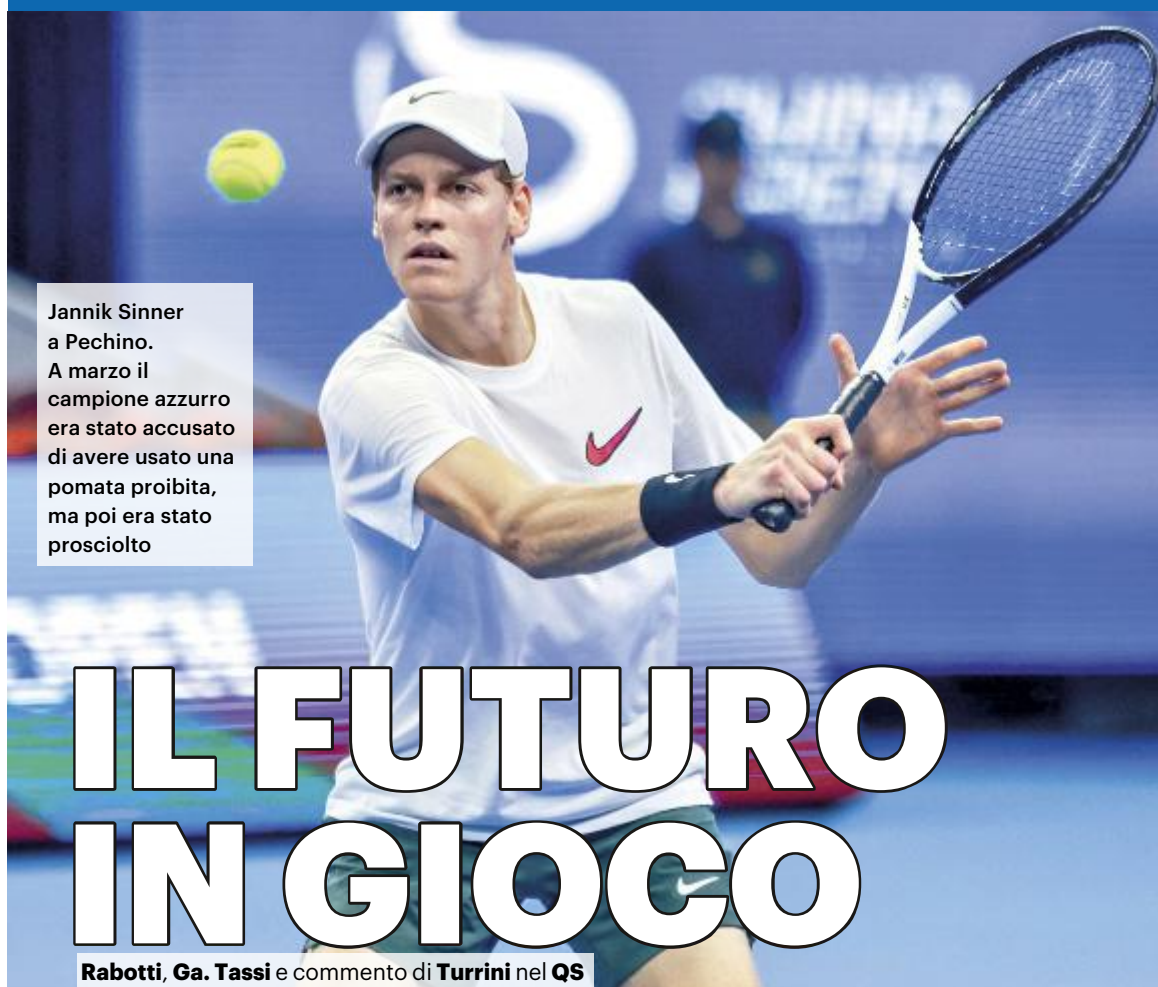 Jannik Sinner
a Pechino.
A marzo il
campione azzurro
era stato accusato
di avere usato una
pomata proibita,
ma poi era stato
prosciolto
IL FUTURO
IN GIOCO
Rabotti, Ga. Tassi e commento di Turrini nel QS